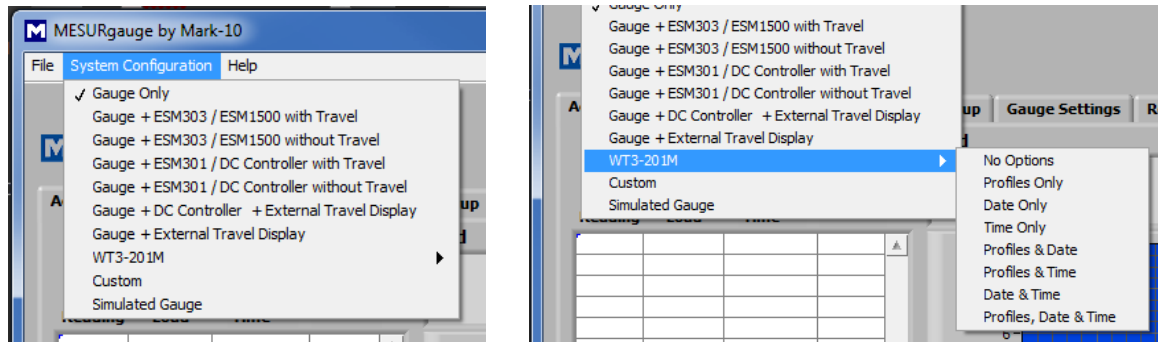 M MESURgauge by Mark-10
File System Configuration Help
✓ Gauge Only
Gauge + ESM303 / ESM1500 with Travel
Gauge + ESM303 / ESM1500 without Travel
Gauge + ESM301 / DC Controller with Travel
Gauge + ESM301 / DC Controller without Travel
Gauge + DC Controller + External Travel Display
Gauge + External Travel Display
WT3-201M
Custom
Simulated Gauge
M
A
up
Reading Load Time
✓ Gauge Only
Gauge + ESM303 / ESM1500 with Travel
Gauge + ESM303 / ESM1500 without Travel
Gauge + ESM301 / DC Controller with Travel
Gauge + ESM301 / DC Controller without Travel
Gauge + DC Controller + External Travel Display
Gauge + External Travel Display
WT3-201M
Custom
Simulated Gauge
M
A
up Gauge Settings R
No Options
Profiles Only
Date Only
Time Only
Profiles & Date
Profiles & Time
Date & Time
Profiles, Date & Time
Reading Load Time
6